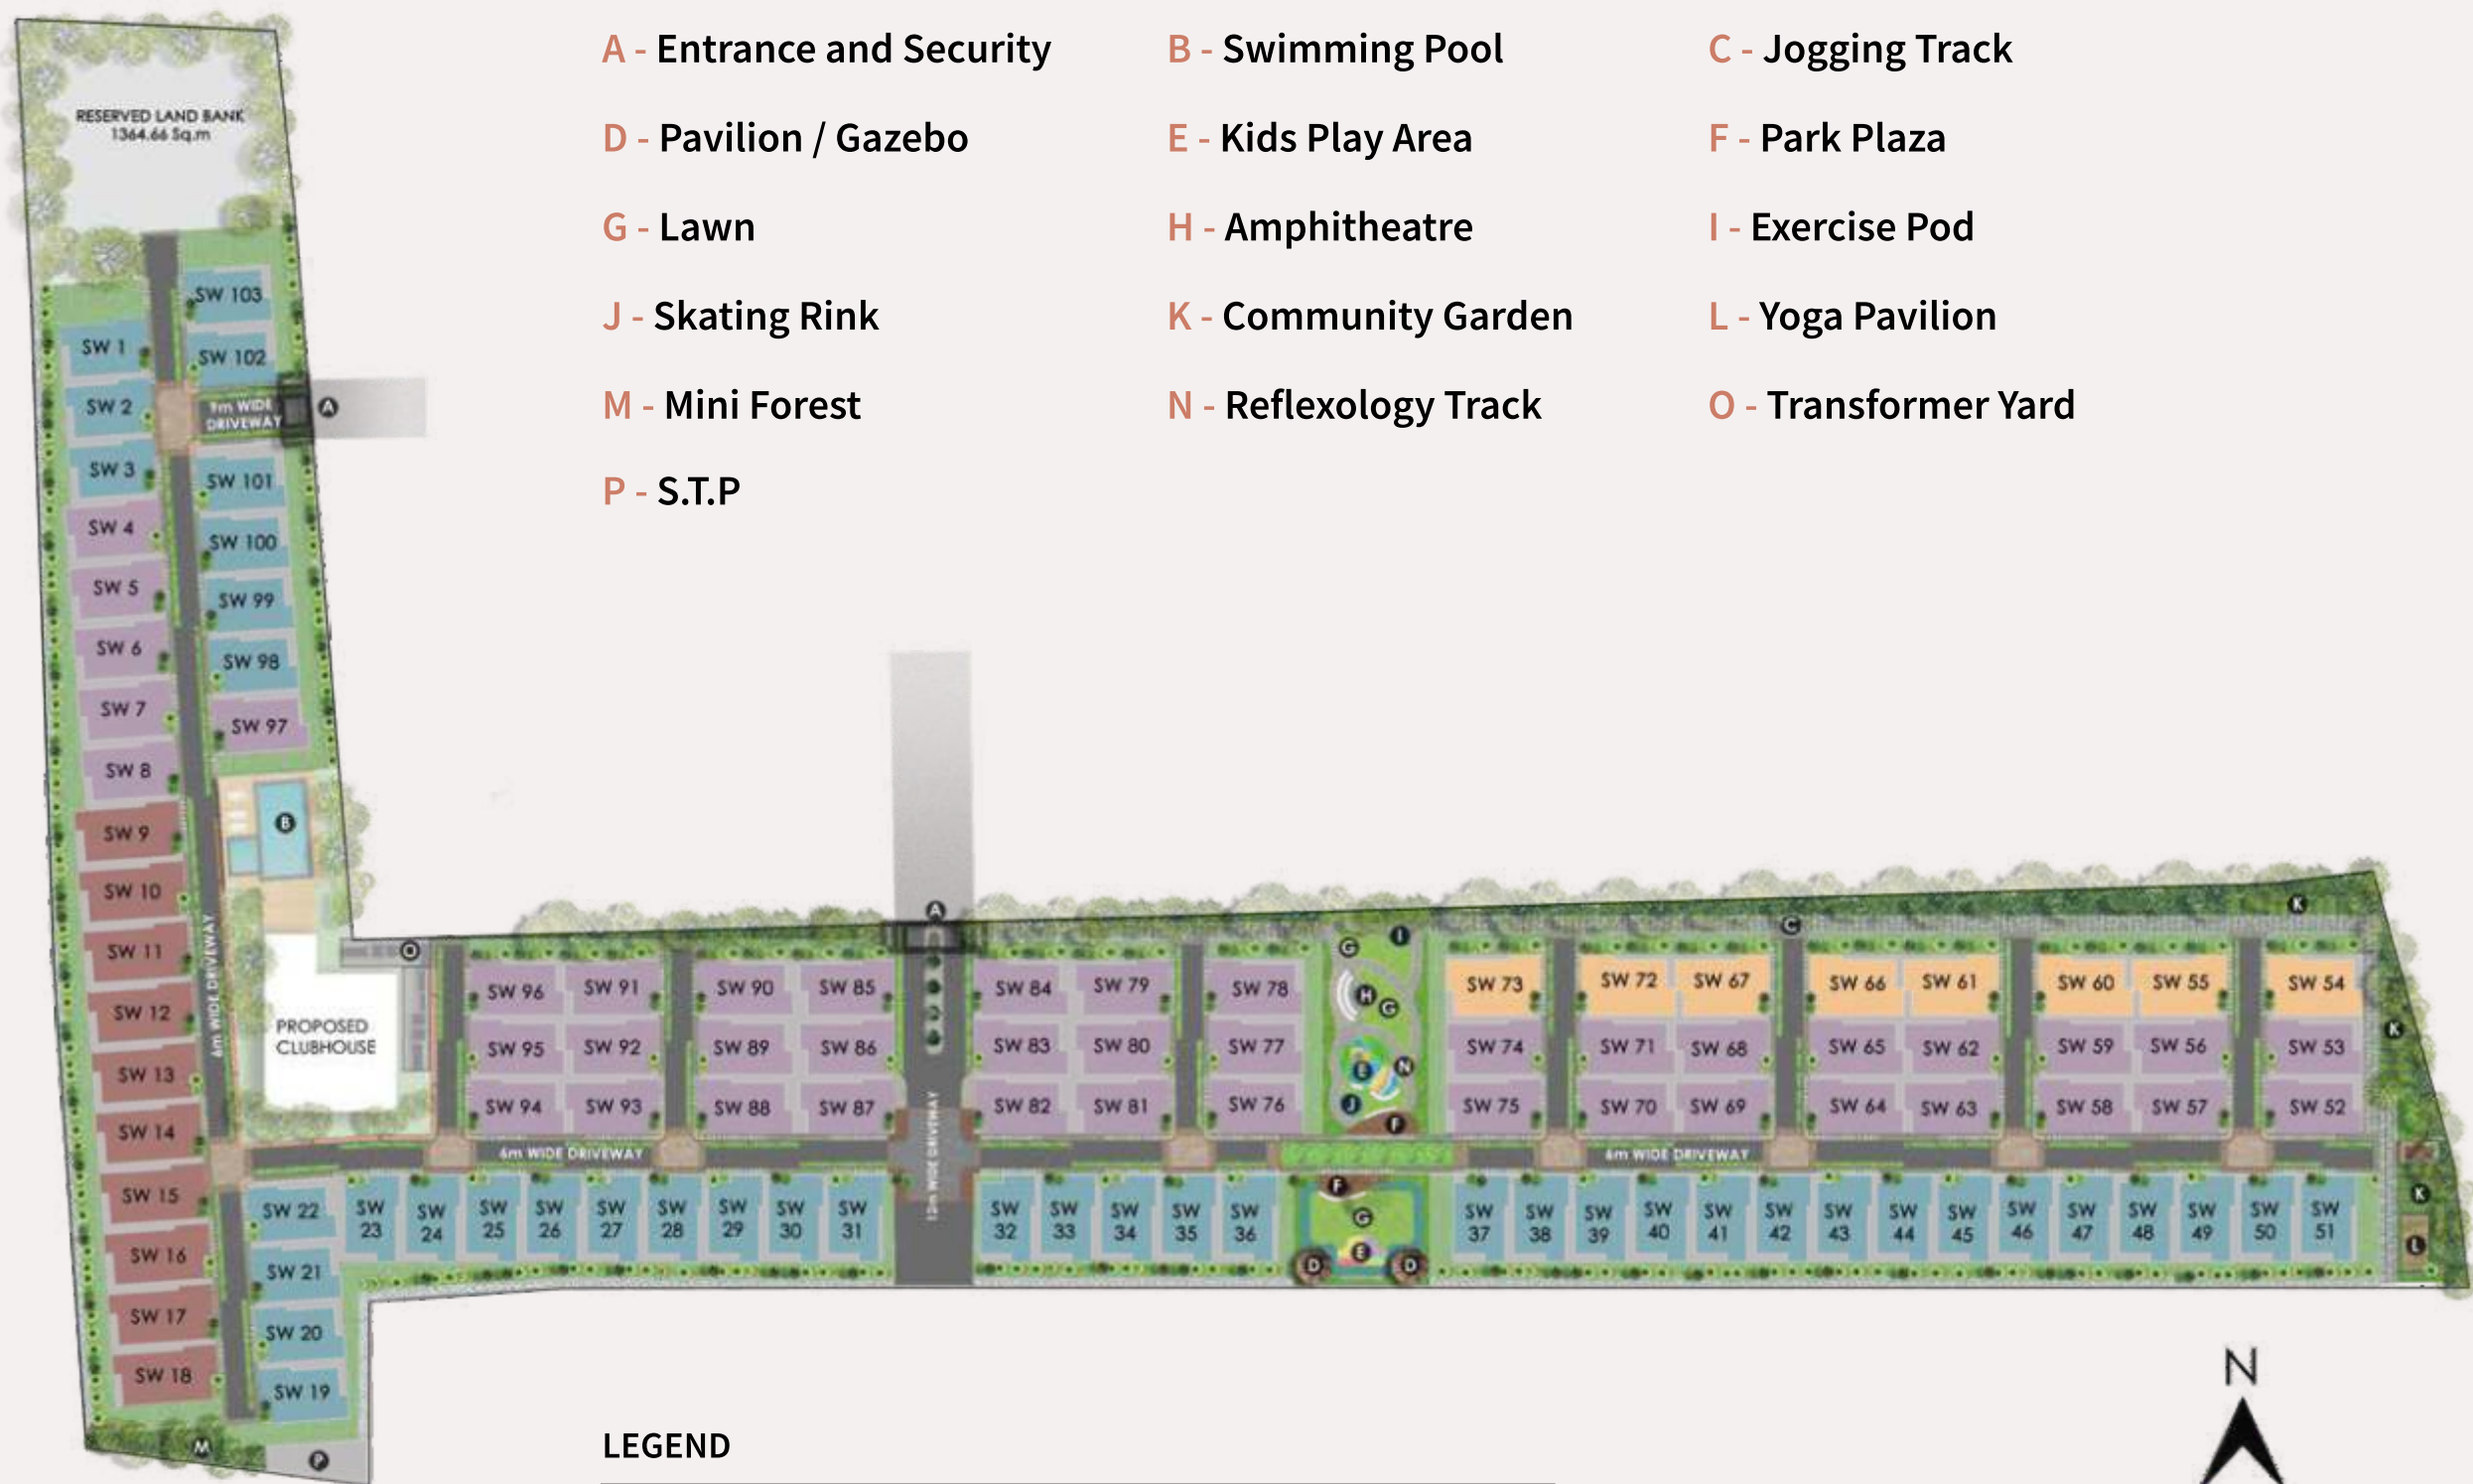 A - Entrance and Security
B - Swimming Pool
C - Jogging Track
D - Pavilion / Gazebo
E - Kids Play Area
F - Park Plaza
G - Lawn
H - Amphitheatre
I - Exercise Pod
J - Skating Rink
K - Community Garden
L - Yoga Pavilion
M - Mini Forest
N - Reflexology Track
O - Transformer Yard
P - S.T.P
RESERVED LAND BANK
1364.66 Sq.m
SW 103
SW 1
SW 102
SW 2
9m WIDE
DRIVEWAY
A
SW 3
SW 101
SW 4
SW 100
SW 5
SW 99
SW 6
SW 98
SW 7
SW 97
SW 8
B
SW 9
SW 10
SW 11
SW 12
SW 13
SW 14
SW 15
SW 16
SW 17
SW 18
6m WIDE DRIVEWAY
O
PROPOSED
CLUBHOUSE
SW 22
SW 21
SW 20
SW 19
M
P
A
C
K
G
I
SW 96
SW 91
SW 90
SW 85
SW 84
SW 79
SW 78
H
G
SW 73
SW 72
SW 67
SW 66
SW 61
SW 60
SW 55
SW 54
SW 95
SW 92
SW 89
SW 86
SW 83
SW 80
SW 77
E
N
SW 74
SW 71
SW 68
SW 65
SW 62
SW 59
SW 56
SW 53
K
SW 94
SW 93
SW 88
SW 87
SW 82
SW 81
SW 76
J
F
SW 75
SW 70
SW 69
SW 64
SW 63
SW 58
SW 57
SW 52
6m WIDE DRIVEWAY
12m WIDE DRIVEWAY
6m WIDE DRIVEWAY
SW
23
SW
24
SW
25
SW
26
SW
27
SW
28
SW
29
SW
30
SW
31
SW
32
SW
33
SW
34
SW
35
SW
36
F
G
E
D
D
SW
37
SW
38
SW
39
SW
40
SW
41
SW
42
SW
43
SW
44
SW
45
SW
46
SW
47
SW
48
SW
49
SW
50
SW
51
K
L
N
LEGEND